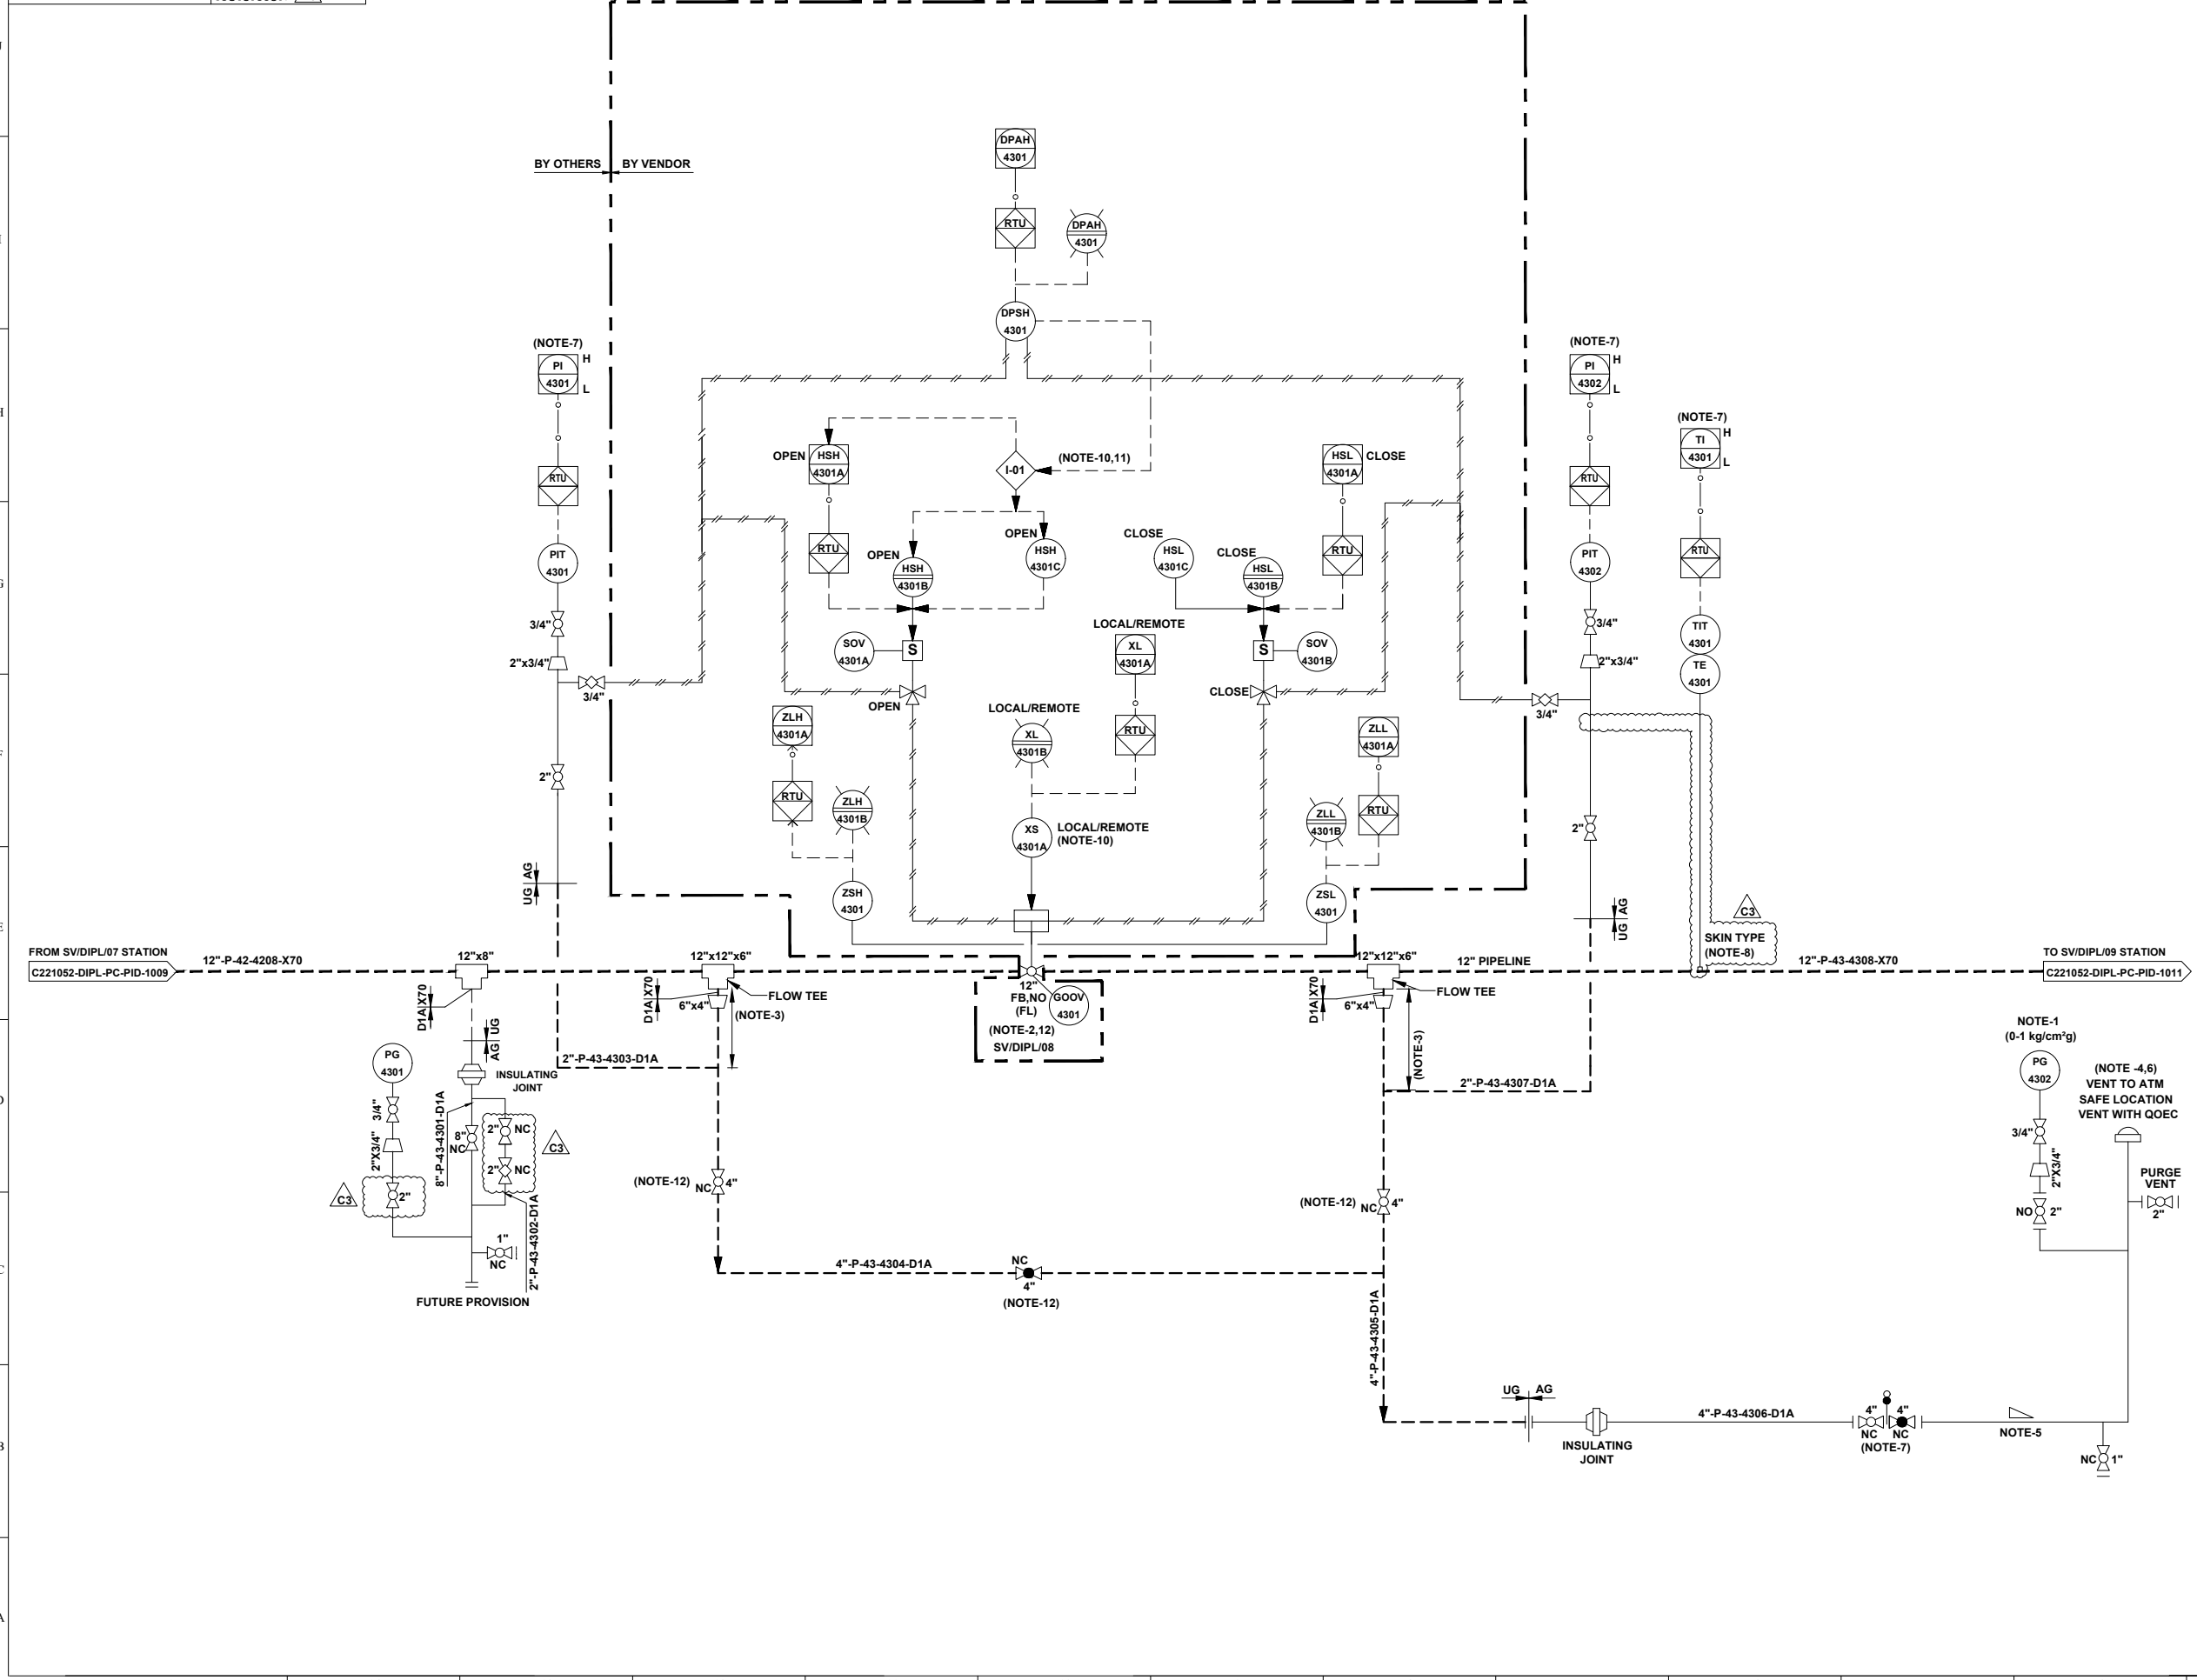 BY OTHERS
BY VENDOR
DPAH
4301
RTU
DPAH
4301
DPSH
4301
(NOTE-7)
PI
4301
H
L
RTU
PIT
4301
3/4"
2"x3/4"
3/4"
2"
UG
AG
OPEN
HSH
4301A
RTU
I-01
(NOTE-10,11)
OPEN
HSH
4301B
OPEN
HSH
4301C
SOV
4301A
S
OPEN
HSL
4301A
CLOSE
RTU
CLOSE
HSL
4301C
CLOSE
HSL
4301B
S
SOV
4301B
CLOSE
LOCAL/REMOTE
XL
4301A
RTU
LOCAL/REMOTE
XL
4301B
XS
4301A
LOCAL/REMOTE
(NOTE-10)
ZLH
4301A
RTU
ZLH
4301B
ZSH
4301
ZLL
4301A
RTU
ZLL
4301B
ZSL
4301
(NOTE-7)
PI
4302
H
L
RTU
PIT
4302
3/4"
2"x3/4"
3/4"
2"
UG
AG
(NOTE-7)
TI
4301
H
L
RTU
TIT
4301
TE
4301
C3
SKIN TYPE
(NOTE-8)
FROM SV/DIPL/07 STATION
C221052-DIPL-PC-PID-1009
12"-P-42-4208-X70
12"x8"
12"x12"x6"
12"x12"x6"
12" PIPELINE
12"-P-43-4308-X70
TO SV/DIPL/09 STATION
C221052-DIPL-PC-PID-1011
D1A
X70
D1A
X70
6"x4"
FLOW TEE
(NOTE-3)
12"
FB,NO
(FL)
GOOV
4301
(NOTE-2,12)
SV/DIPL/08
D1A
X70
6"x4"
FLOW TEE
(NOTE-3)
UG
AG
INSULATING
JOINT
PG
4301
3/4"
2"X3/4"
C3
2"
8"-P-43-4301-D1A
8"
NC
2"
NC
2"
NC
C3
2"-P-43-4302-D1A
1"
NC
FUTURE PROVISION
2"-P-43-4303-D1A
(NOTE-12)
NC
4"
4"-P-43-4304-D1A
NC
4"
(NOTE-12)
2"-P-43-4307-D1A
(NOTE-12)
NC
4"
4"-P-43-4305-D1A
UG
AG
INSULATING
JOINT
4"-P-43-4306-D1A
4"
4"
NC
NC
(NOTE-7)
NOTE-5
NC
1"
NOTE-1
(0-1 kg/cm²g)
PG
4302
3/4"
2"X3/4"
NO
2"
(NOTE -4,6)
VENT TO ATM
SAFE LOCATION
VENT WITH QOEC
PURGE
VENT
2"
H
G
F
E
D
C
B
A